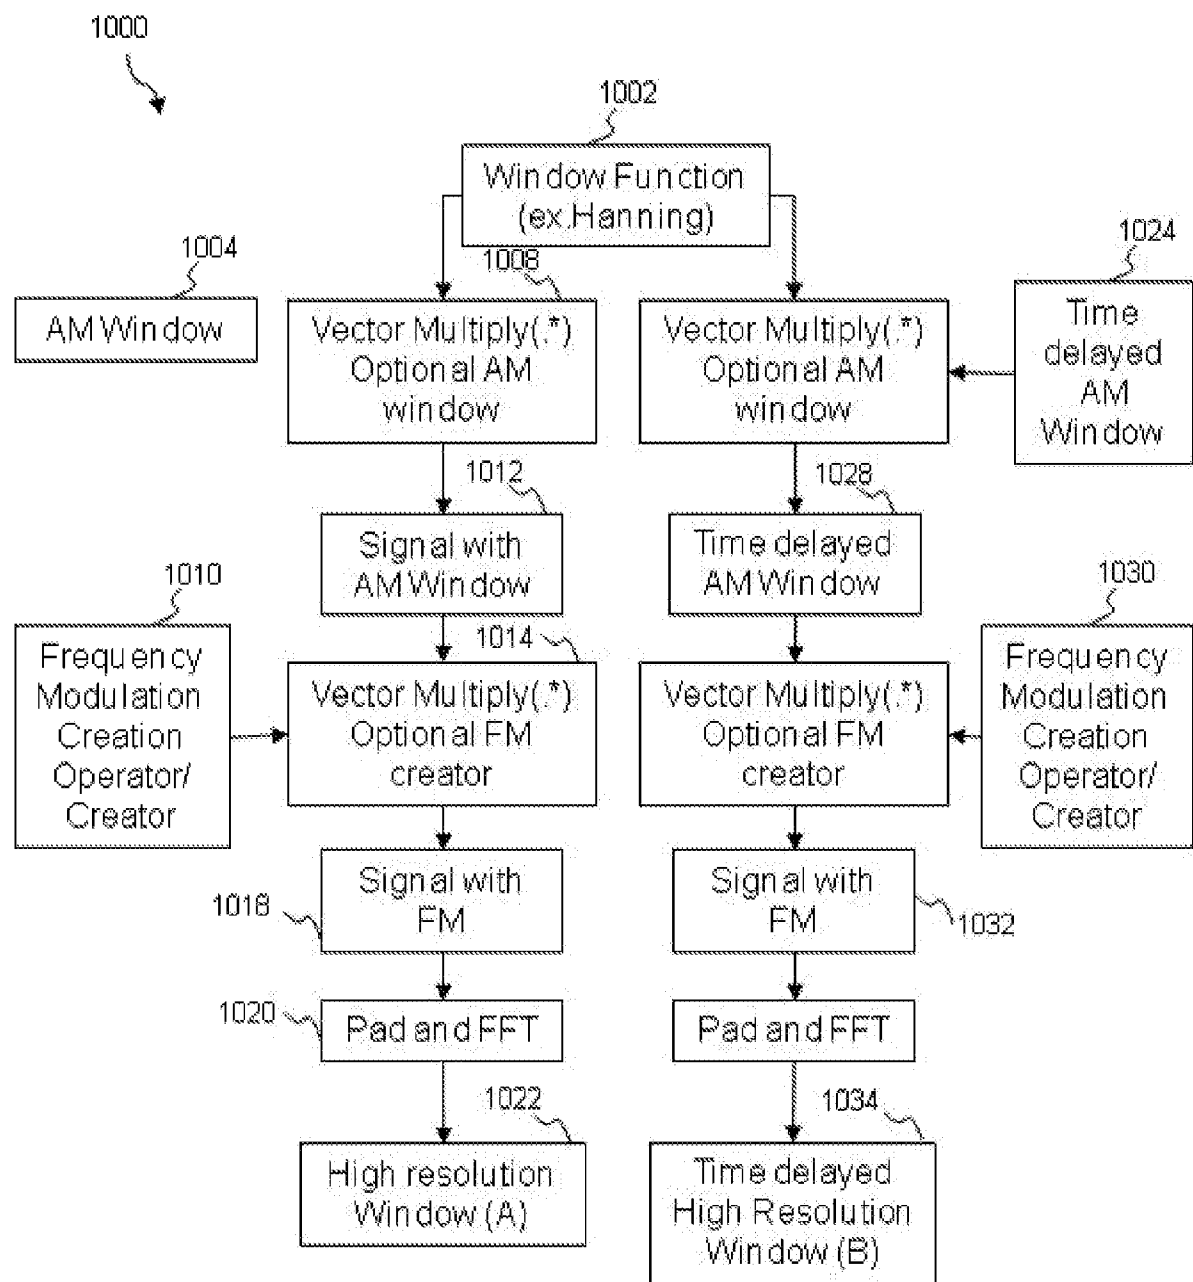 1000
1002
Window Function
(ex.Hanning)
1004
AM Window
1008
Vector Multiply(.*)
Optional AM
window
Vector Multiply(.*)
Optional AM
window
1024
Time
delayed
AM
Window
1012
Signal with
AM Window
1028
Time delayed
AM Window
1010
Frequency
Modulation
Creation
Operator/
Creator
1014
Vector Multiply(.*)
Optional FM
creator
Vector Multiply(.*)
Optional FM
creator
1030
Frequency
Modulation
Creation
Operator/
Creator
1018
Signal with
FM
Signal with
FM
1032
1020
Pad and FFT
Pad and FFT
1022
High resolution
Window (A)
1034
Time delayed
High Resolution
Window (B)